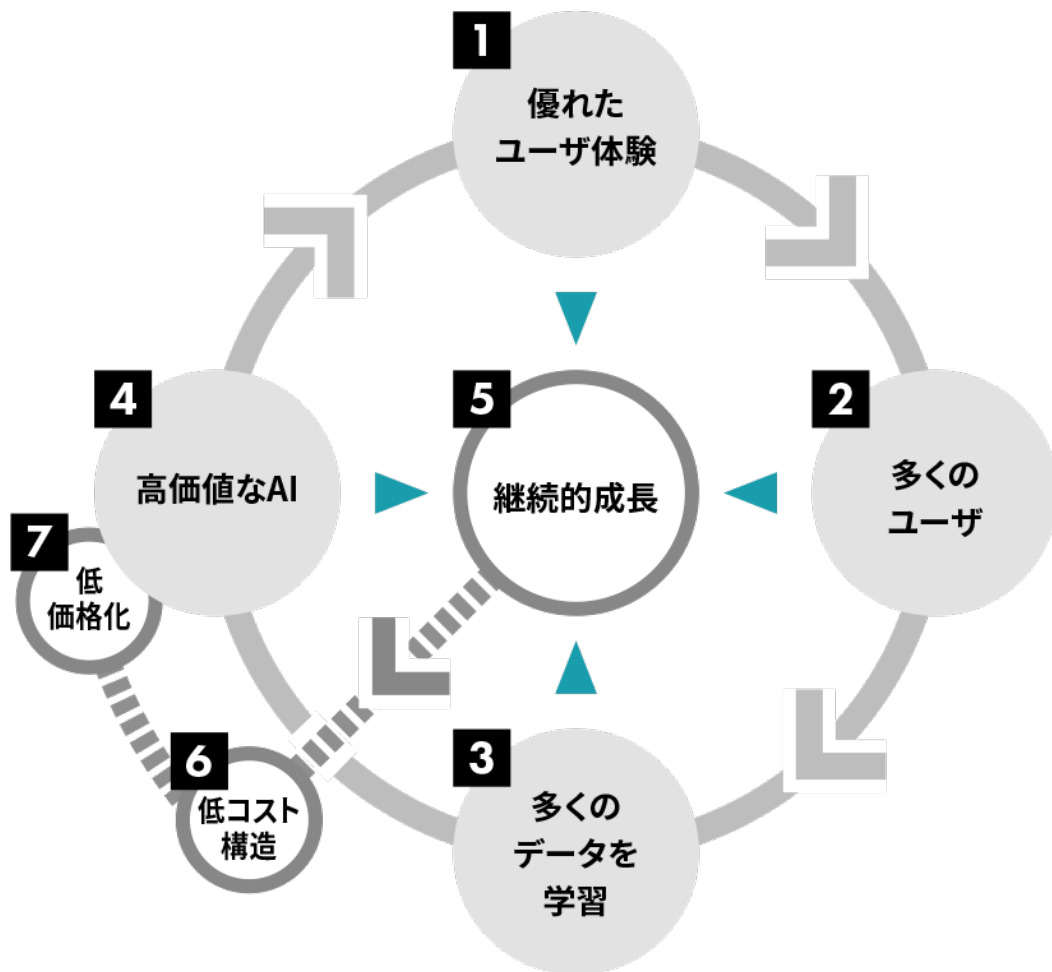 1
優れた
ユーザ体験
2
多くの
ユーザ
3
多くの
データを
学習
4
高価値なAI
5
継続的成長
6
低コスト
構造
7
低
価格化